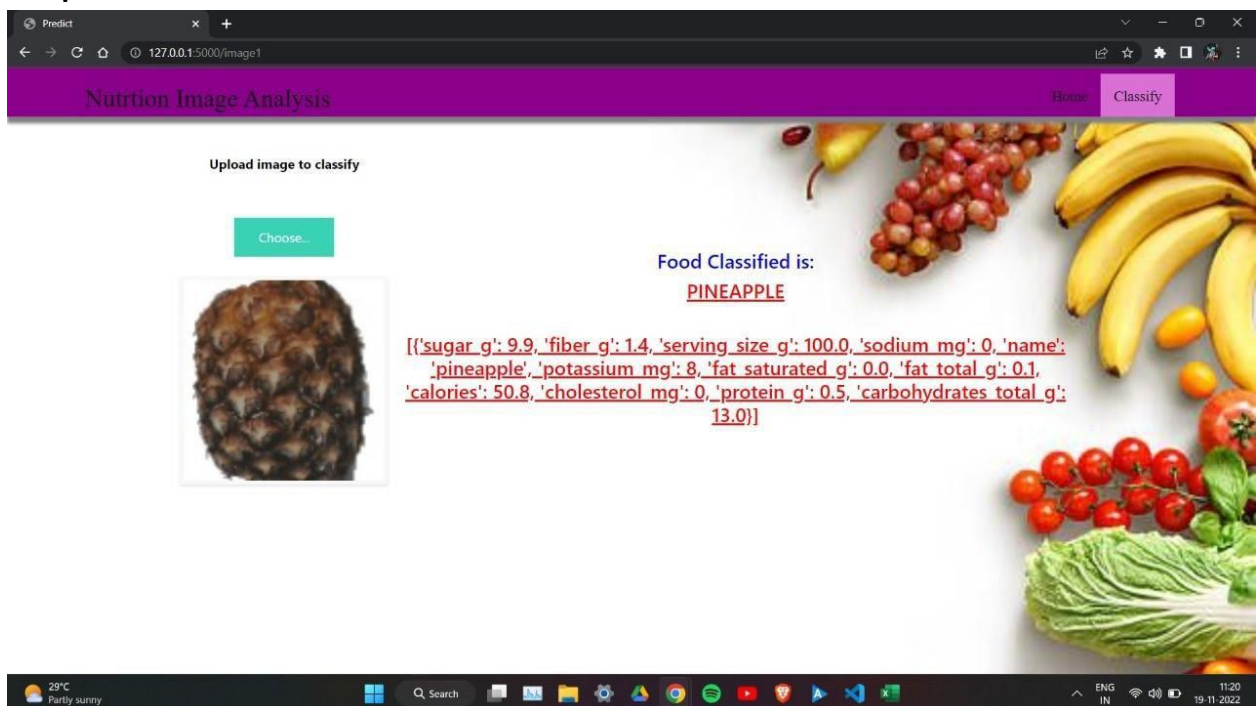 Predict
127.0.0.1:5000/image1
Nutrtion Image Analysis
Home
Classify
Upload image to classify
Choose...
Food Classified is:
PINEAPPLE
[{'sugar_g': 9.9, 'fiber_g': 1.4, 'serving_size_g': 100.0, 'sodium_mg': 0, 'name':
'pineapple', 'potassium_mg': 8, 'fat_saturated_g': 0.0, 'fat_total_g': 0.1,
'calories': 50.8, 'cholesterol_mg': 0, 'protein_g': 0.5, 'carbohydrates_total_g':
13.0}]
29°C
Partly sunny
Search
ENG
IN
11:20
19-11-2022